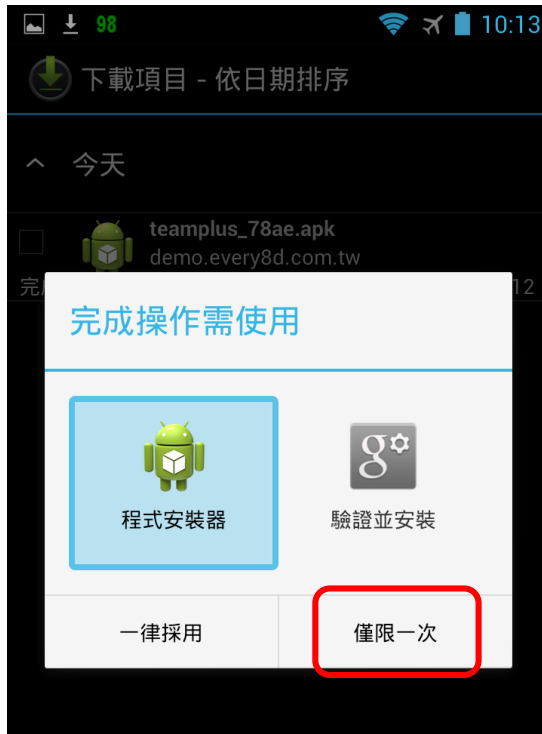 98 10:13
下載項目 - 依日期排序
今天
teamplus_78ae.apk
demo.every8d.com.tw
完 12
完成操作需使用
程式安裝器 驗證並安裝
一律採用 僅限一次